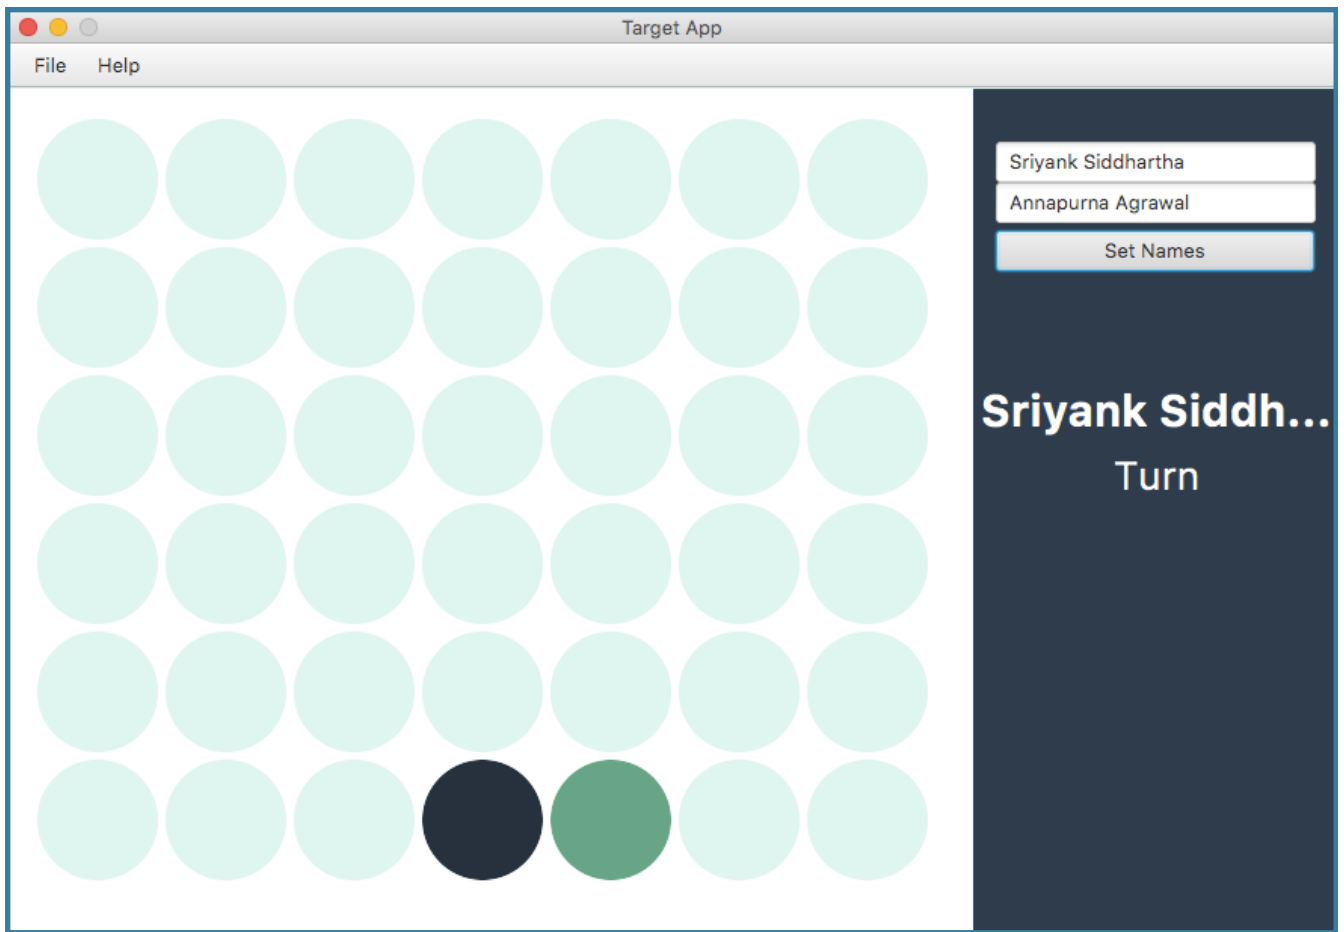 Target App
File Help
Sriyank Siddhartha
Annapurna Agrawal
Set Names
Sriyank Siddh...
Turn